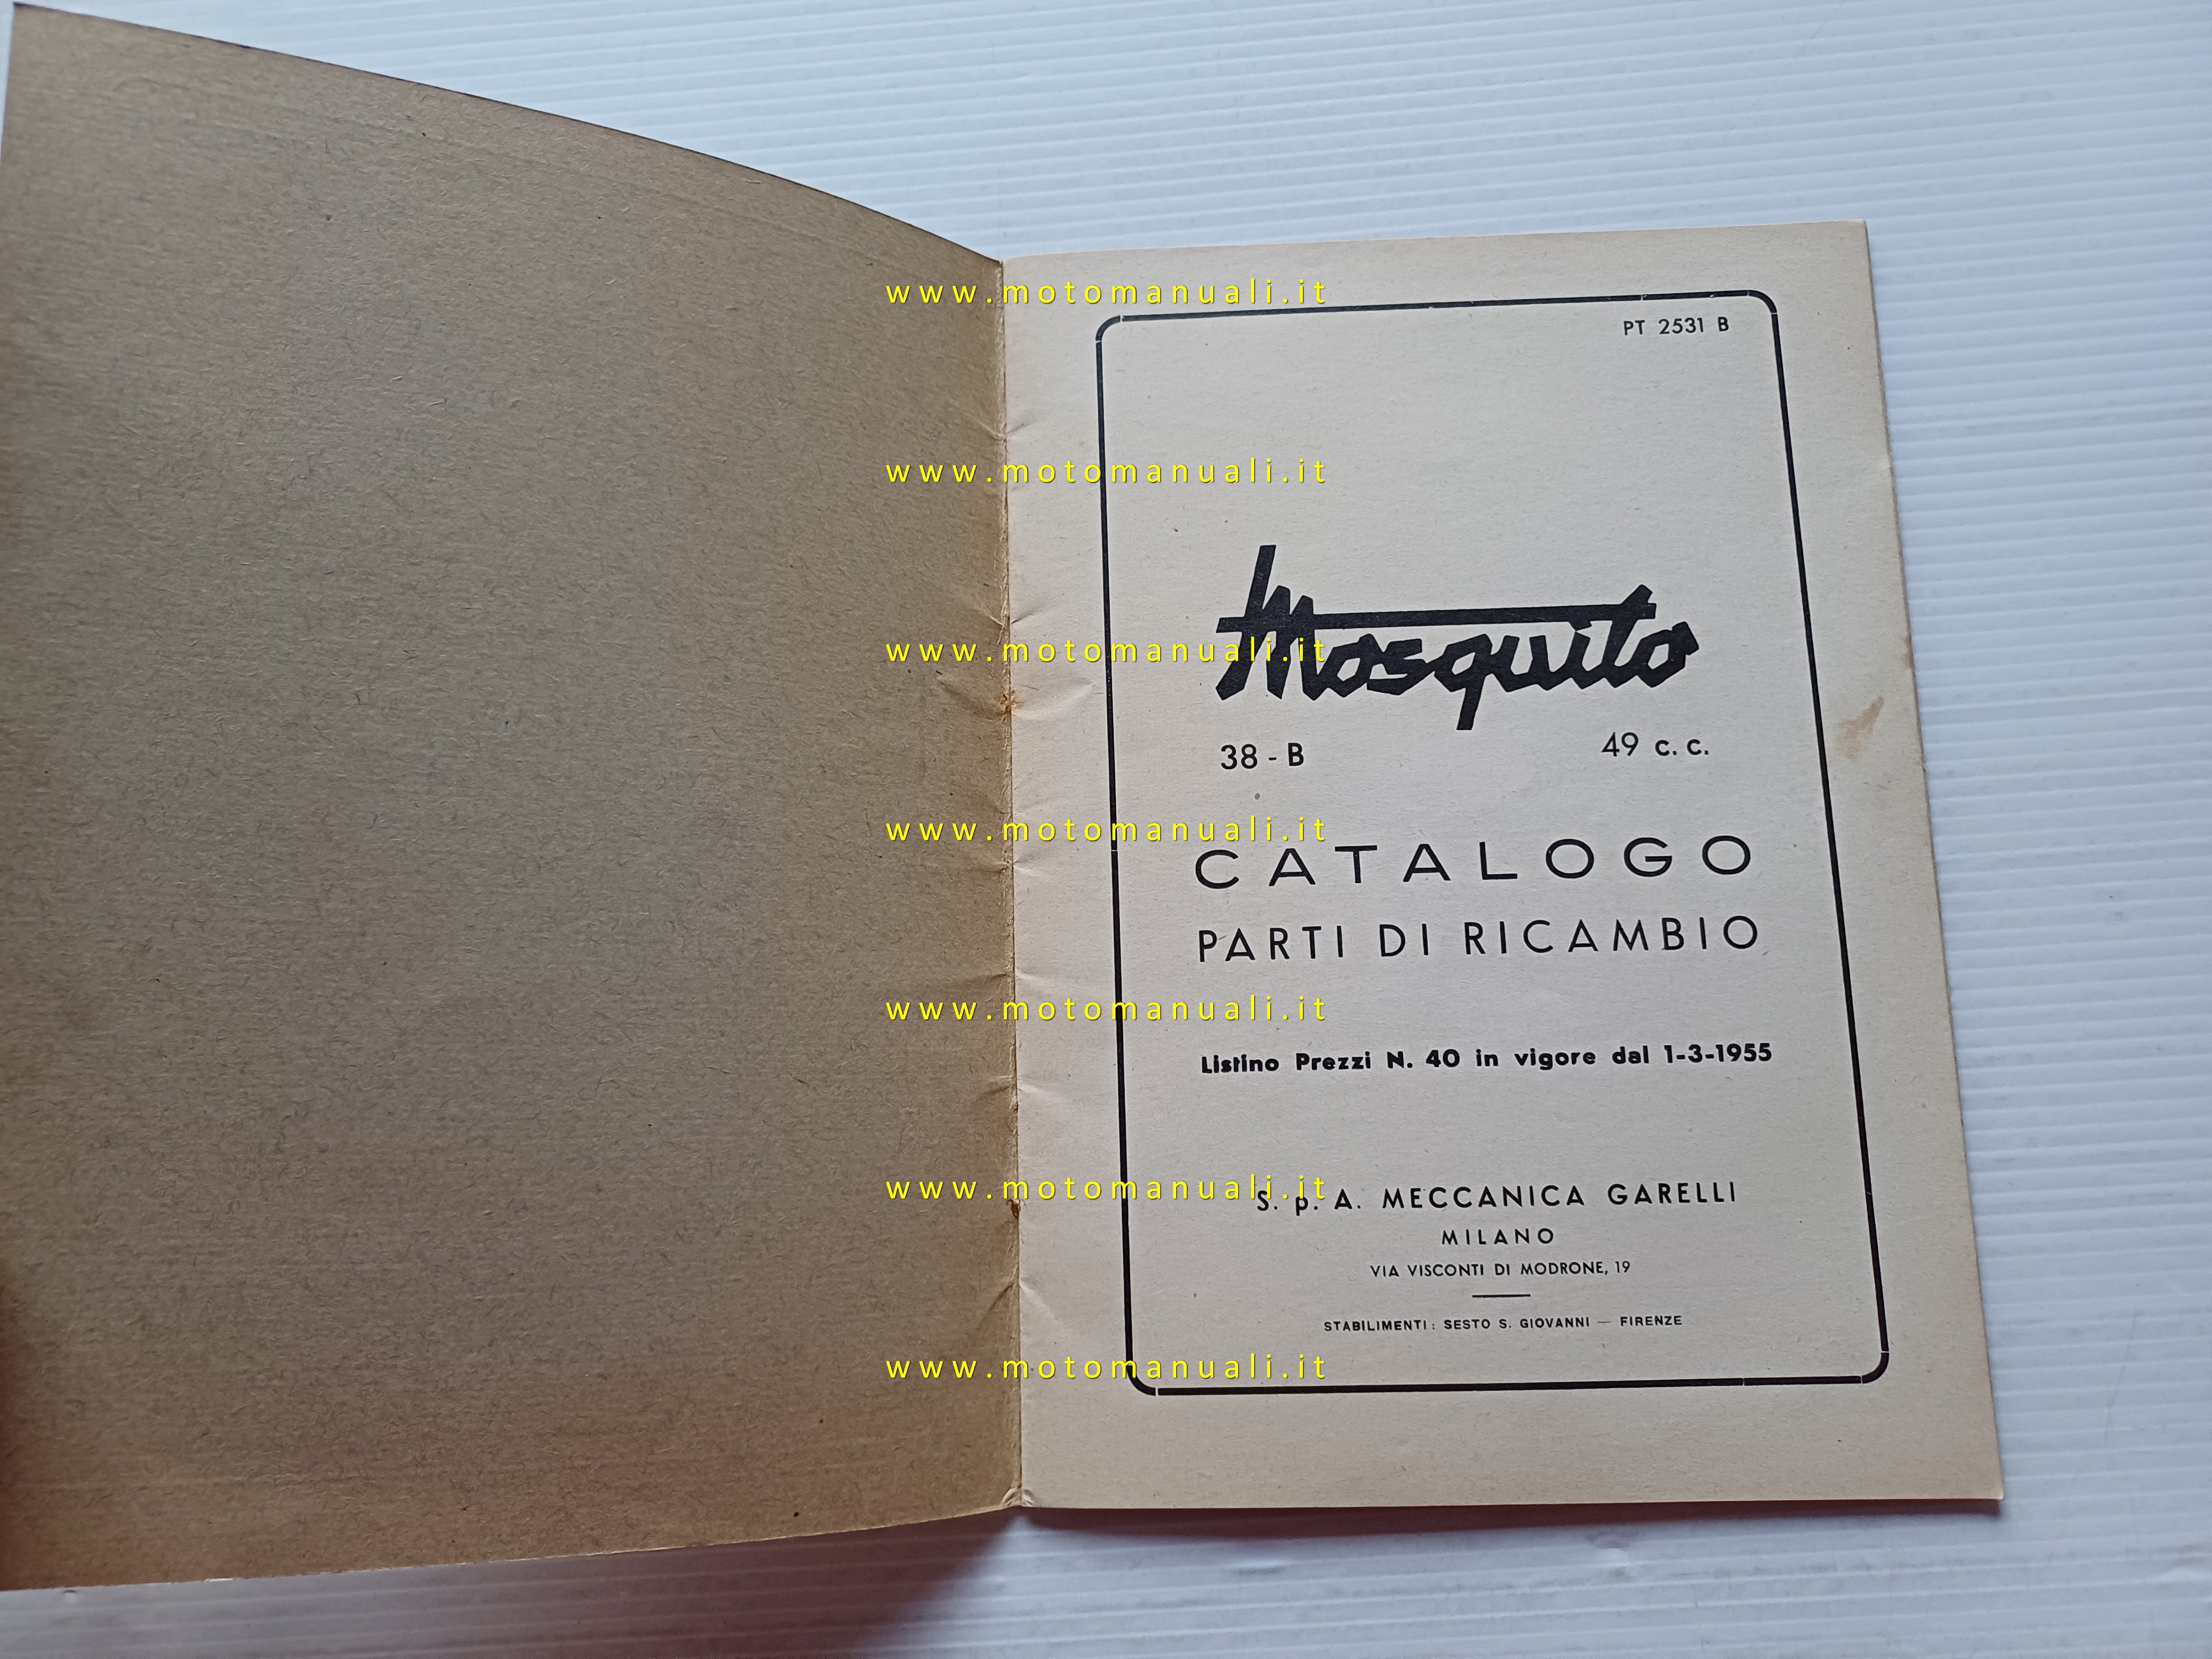 www.motomanuali.it
PT 2531 B
www.motomanuali.it
Mosquito
www.motomanuali.it
38 - B 49 c. c.
www.motomanuali.it
CATALOGO
PARTI DI RICAMBIO
www.motomanuali.it
Listino Prezzi N. 40 in vigore dal 1-3-1955
www.motomanuali.it
S. p. A. MECCANICA GARELLI
MILANO
VIA VISCONTI DI MODRONE, 19
STABILIMENTI: SESTO S. GIOVANNI — FIRENZE
www.motomanuali.it